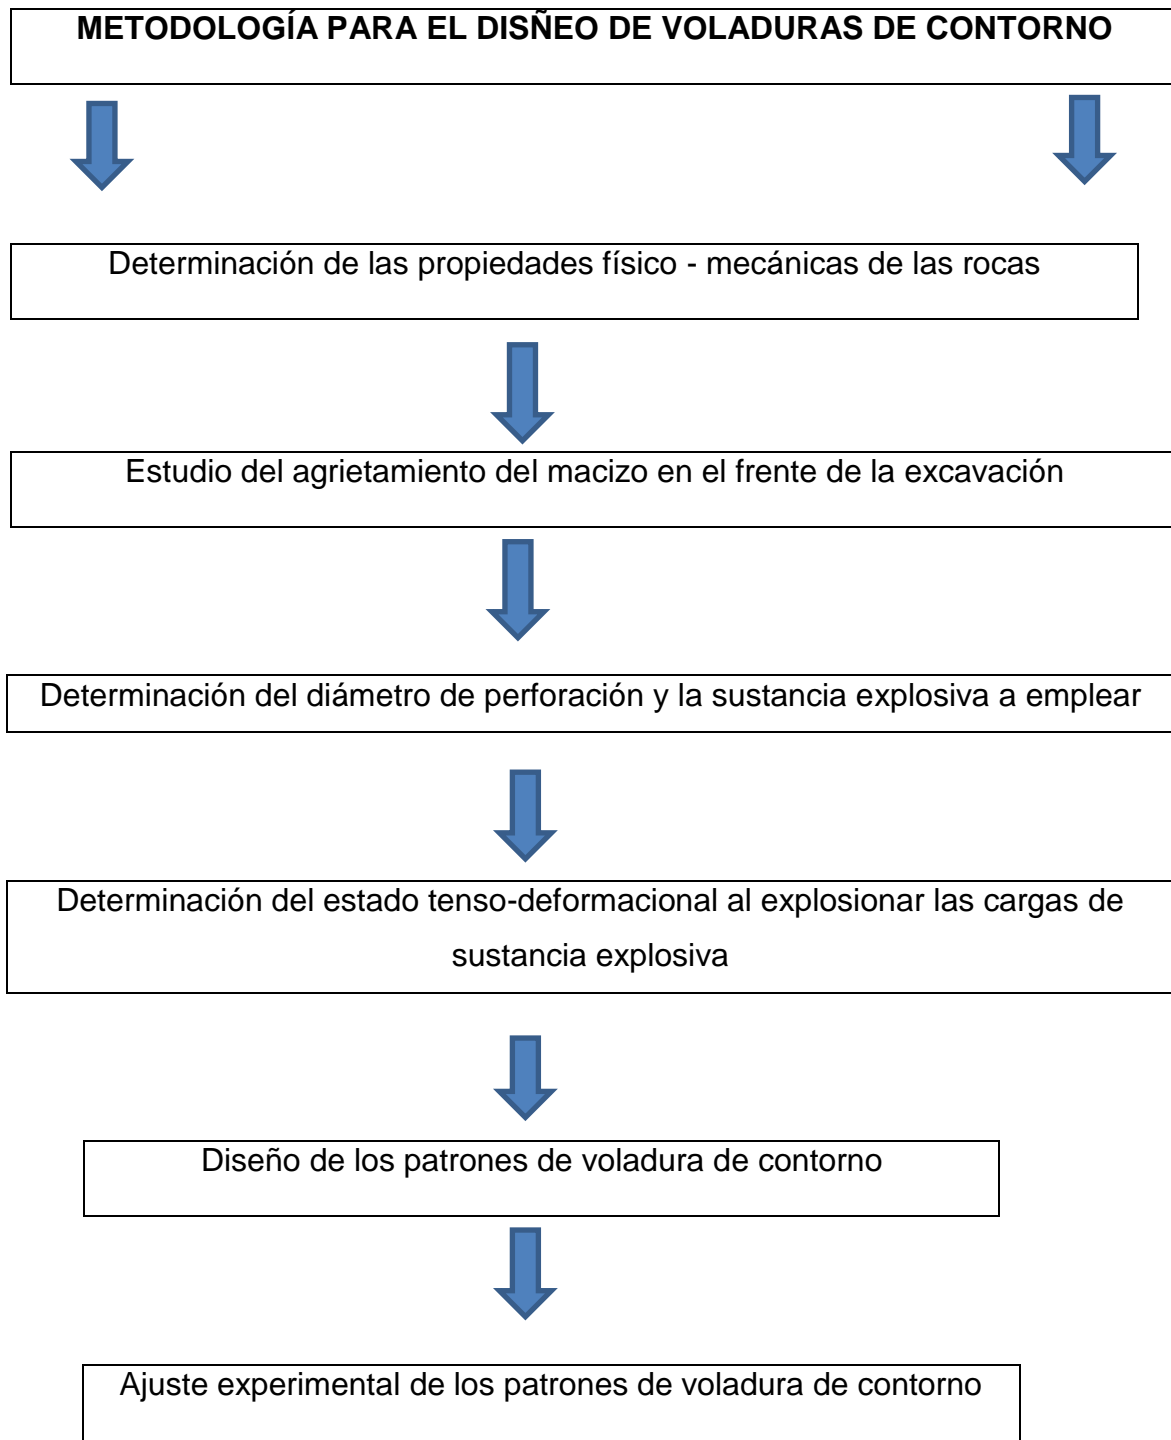 METODOLOGÍA PARA EL DISÑEO DE VOLADURAS DE CONTORNO
Determinación de las propiedades físico - mecánicas de las rocas
Estudio del agrietamiento del macizo en el frente de la excavación
Determinación del diámetro de perforación y la sustancia explosiva a emplear
Determinación del estado tenso-deformacional al explosionar las cargas de
sustancia explosiva
Diseño de los patrones de voladura de contorno
Ajuste experimental de los patrones de voladura de contorno